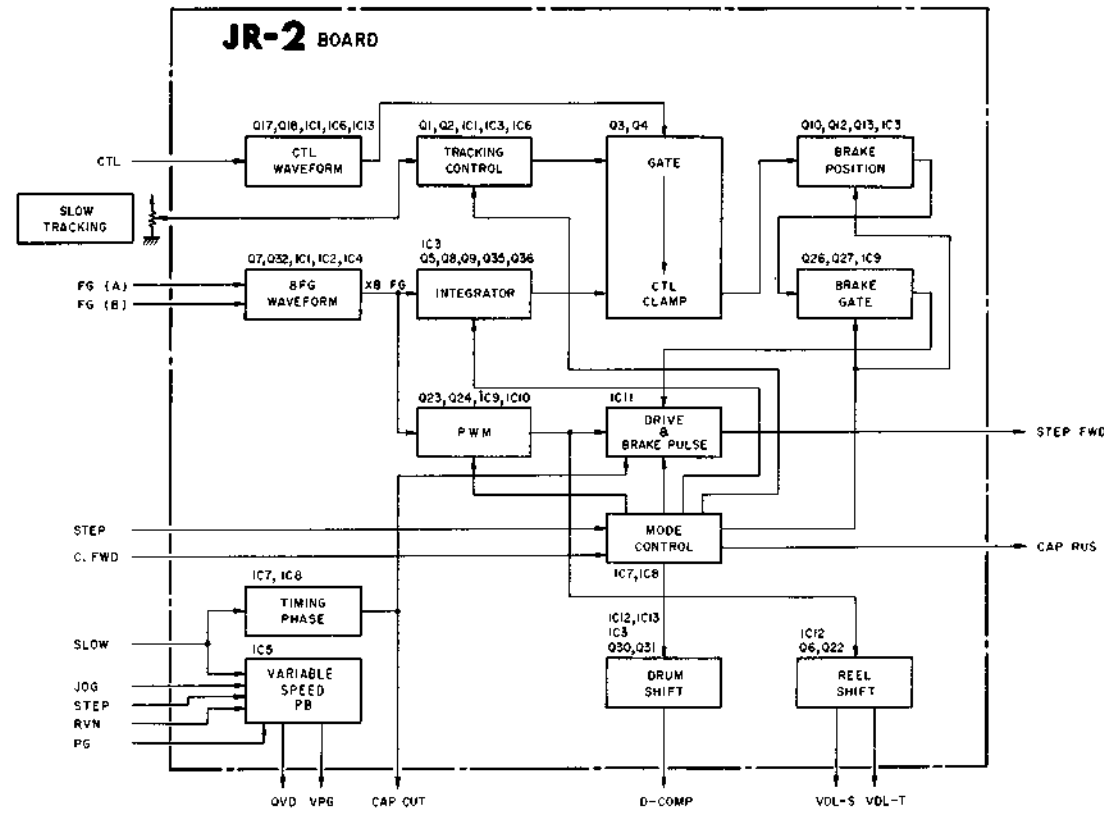 JR-2 BOARD
Q17, Q18, IC1, IC6, IC13
Q1, Q2, IC1, IC3, IC6
Q3, Q4
Q10, Q12, Q13, IC3
CTL
CTL
WAVEFORM
TRACKING
CONTROL
GATE
BRAKE
POSITION
SLOW
TRACKING
IC3
Q7, Q32, IC1, IC2, IC4
Q5, Q8, Q9, Q35, Q36
Q26, Q27, IC9
FG (A)
FG (B)
8FG
WAVEFORM
X8 FG
INTEGRATOR
CTL
CLAMP
BRAKE
GATE
Q23, Q24, IC9, IC10
IC11
PWM
DRIVE
&
BRAKE PULSE
STEP FWD
STEP
C. FWD
MODE
CONTROL
CAP RVS
IC7, IC8
IC7, IC8
TIMING
PHASE
SLOW
IC5
IC12, IC13
IC3
Q30, Q31
IC12
Q6, Q22
JOG
STEP
RVN
PG
VARIABLE
SPEED
PB
DRUM
SHIFT
REEL
SHIFT
QVD VPG CAP CUT D-COMP VDL-S VDL-T